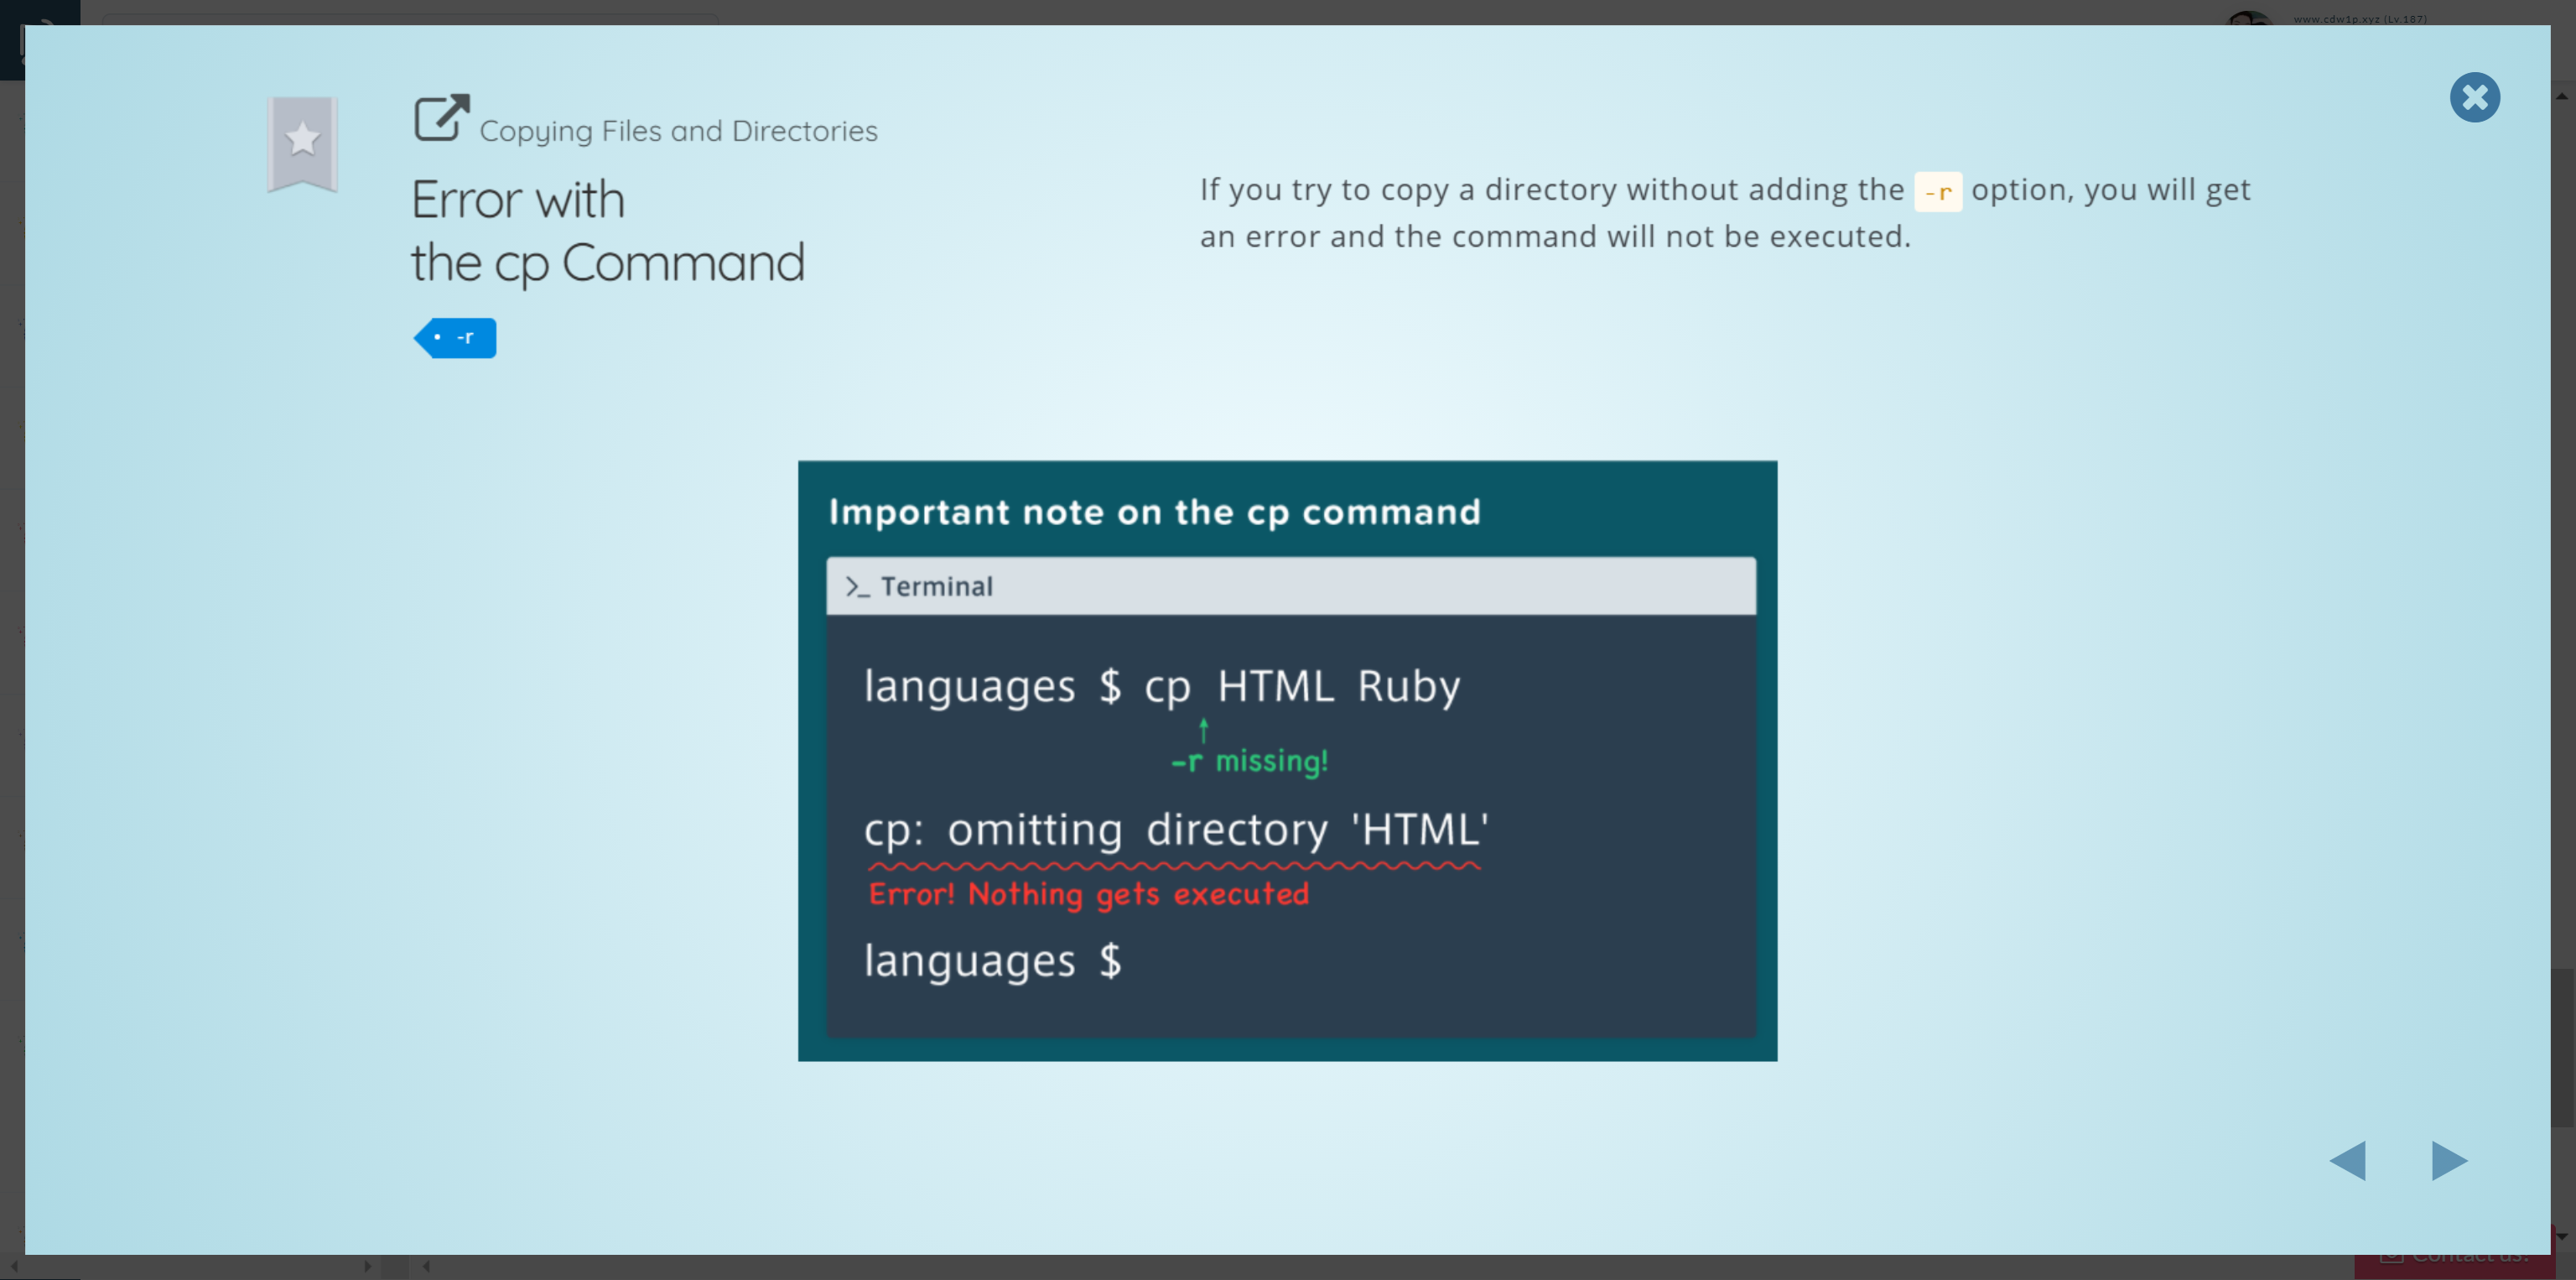 www.cdw1p.xyz (Lv.187)
Copying Files and Directories
Error with
the cp Command
-r
If you try to copy a directory without adding the -r option, you will get
an error and the command will not be executed.
Important note on the cp command
>_ Terminal
languages $ cp HTML Ruby
-r missing!
cp: omitting directory 'HTML'
Error! Nothing gets executed
languages $
Contact us!